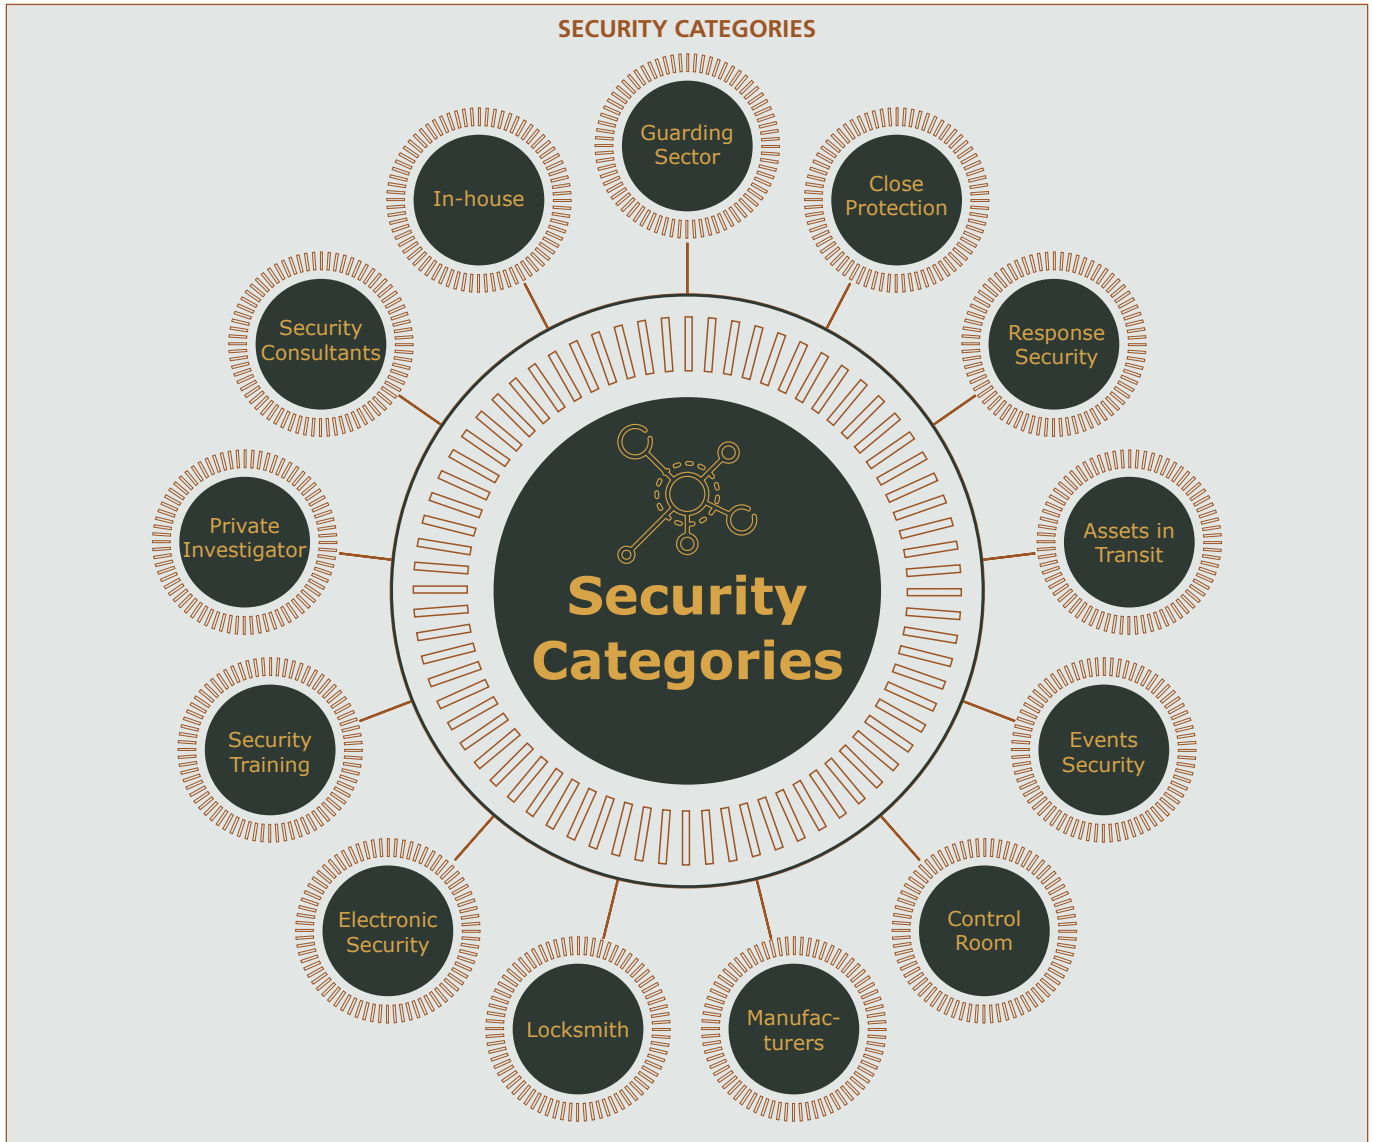 SECURITY CATEGORIES
Guarding
Sector
Close
Protection
Response
Security
Assets in
Transit
Events
Security
Control
Room
Manufac-
turers
Locksmith
Electronic
Security
Security
Training
Private
Investigator
Security
Consultants
In-house
Security
Categories